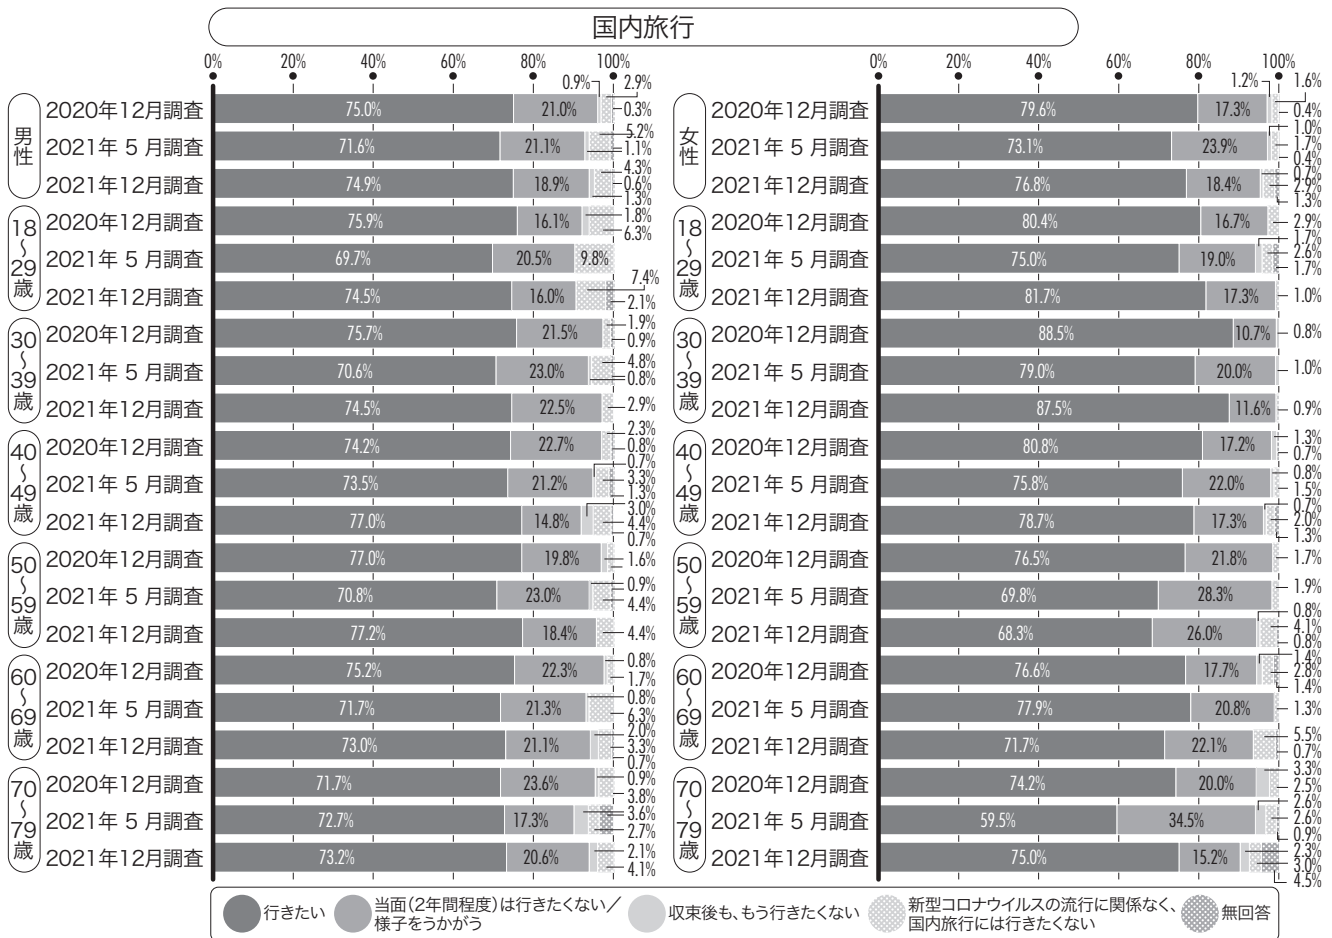 国内旅行
0% 20% 40% 60% 80% 100%
男性
2020年12月調査 75.0% 21.0% 0.9% 2.9% 0.3%
2021年 5 月調査 71.6% 21.1% 5.2% 1.1%
2021年12月調査 74.9% 18.9% 4.3% 0.6% 1.3%
18〜29歳
2020年12月調査 75.9% 16.1% 1.8% 6.3%
2021年 5 月調査 69.7% 20.5% 9.8%
2021年12月調査 74.5% 16.0% 7.4% 2.1%
30〜39歳
2020年12月調査 75.7% 21.5% 1.9% 0.9%
2021年 5 月調査 70.6% 23.0% 4.8% 0.8%
2021年12月調査 74.5% 22.5% 2.9%
40〜49歳
2020年12月調査 74.2% 22.7% 2.3% 0.8%
2021年 5 月調査 73.5% 21.2% 0.7% 3.3% 1.3%
2021年12月調査 77.0% 14.8% 3.0% 4.4% 0.7%
50〜59歳
2020年12月調査 77.0% 19.8% 1.6%
2021年 5 月調査 70.8% 23.0% 0.9% 4.4%
2021年12月調査 77.2% 18.4% 4.4%
60〜69歳
2020年12月調査 75.2% 22.3% 0.8% 1.7%
2021年 5 月調査 71.7% 21.3% 0.8% 6.3%
2021年12月調査 73.0% 21.1% 2.0% 3.3% 0.7%
70〜79歳
2020年12月調査 71.7% 23.6% 0.9% 3.8%
2021年 5 月調査 72.7% 17.3% 3.6% 2.7%
2021年12月調査 73.2% 20.6% 2.1% 4.1%
0% 20% 40% 60% 80% 100%
女性
2020年12月調査 79.6% 17.3% 1.2% 1.6% 0.4%
2021年 5 月調査 73.1% 23.9% 1.0% 1.7% 0.4%
2021年12月調査 76.8% 18.4% 0.7% 2.9% 1.3%
18〜29歳
2020年12月調査 80.4% 16.7% 2.9%
2021年 5 月調査 75.0% 19.0% 1.7% 2.6% 1.7%
2021年12月調査 81.7% 17.3% 1.0%
30〜39歳
2020年12月調査 88.5% 10.7% 0.8%
2021年 5 月調査 79.0% 20.0% 1.0%
2021年12月調査 87.5% 11.6% 0.9%
40〜49歳
2020年12月調査 80.8% 17.2% 1.3% 0.7%
2021年 5 月調査 75.8% 22.0% 0.8% 1.5%
2021年12月調査 78.7% 17.3% 0.7% 2.0% 1.3%
50〜59歳
2020年12月調査 76.5% 21.8% 1.7%
2021年 5 月調査 69.8% 28.3% 1.9%
2021年12月調査 68.3% 26.0% 0.8% 4.1% 0.8%
60〜69歳
2020年12月調査 76.6% 17.7% 1.4% 2.8% 1.4%
2021年 5 月調査 77.9% 20.8% 1.3%
2021年12月調査 71.7% 22.1% 5.5% 0.7%
70〜79歳
2020年12月調査 74.2% 20.0% 3.3% 2.5%
2021年 5 月調査 59.5% 34.5% 2.6% 2.6% 0.9%
2021年12月調査 75.0% 15.2% 2.3% 3.0% 4.5%
行きたい
当面(2年間程度)は行きたくない/
様子をうかがう
収束後も、もう行きたくない
新型コロナウイルスの流行に関係なく、
国内旅行には行きたくない
無回答